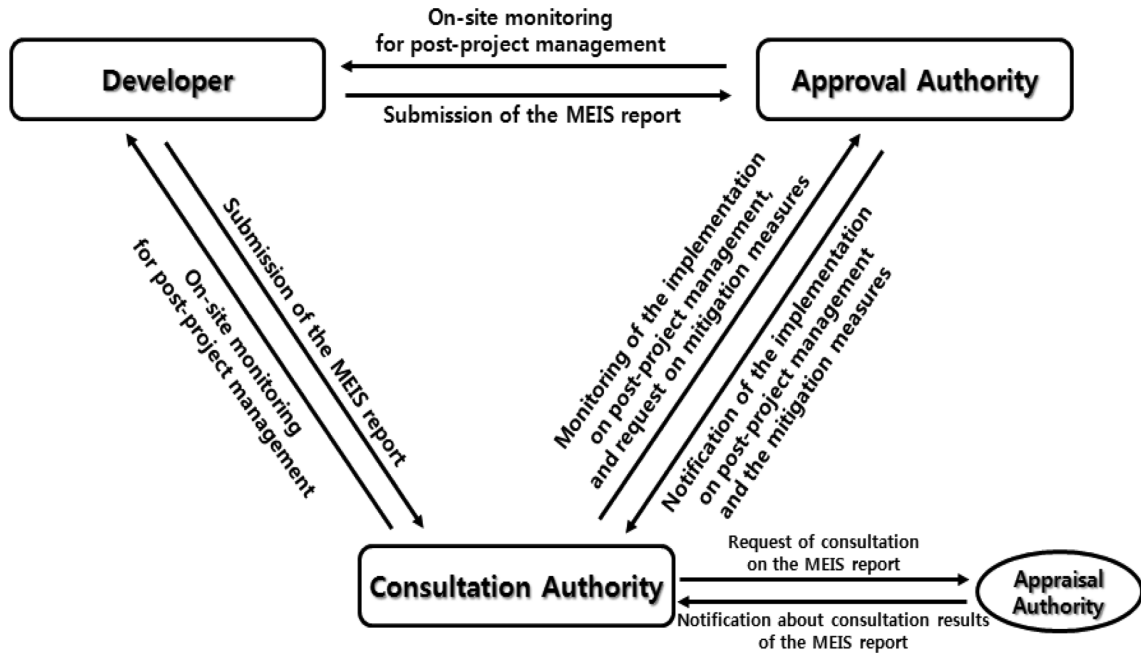 On-site monitoring
for post-project management
Developer
Approval Authority
Submission of the MEIS report
Submission of the MEIS report
On-site monitoring
for post-project management
Monitoring of the implementation
on post-project management,
and request on mitigation measures
Notification of the implementation
on post-project management
and the mitigation measures
Consultation Authority
Request of consultation
on the MEIS report
Appraisal
Authority
Notification about consultation results
of the MEIS report